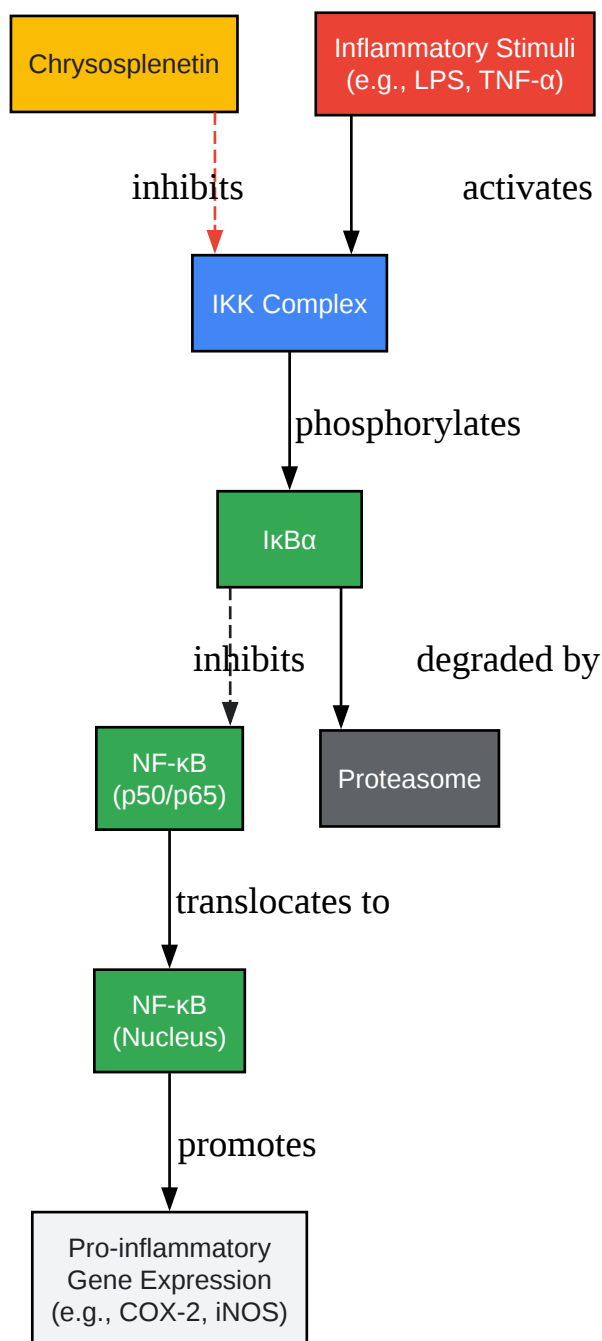 Chrysosplenetin
Inflammatory Stimuli
(e.g., LPS, TNF-α)
inhibits
activates
IKK Complex
phosphorylates
IκBα
inhibits
degraded by
NF-κB
(p50/p65)
Proteasome
translocates to
NF-κB
(Nucleus)
promotes
Pro-inflammatory
Gene Expression
(e.g., COX-2, iNOS)